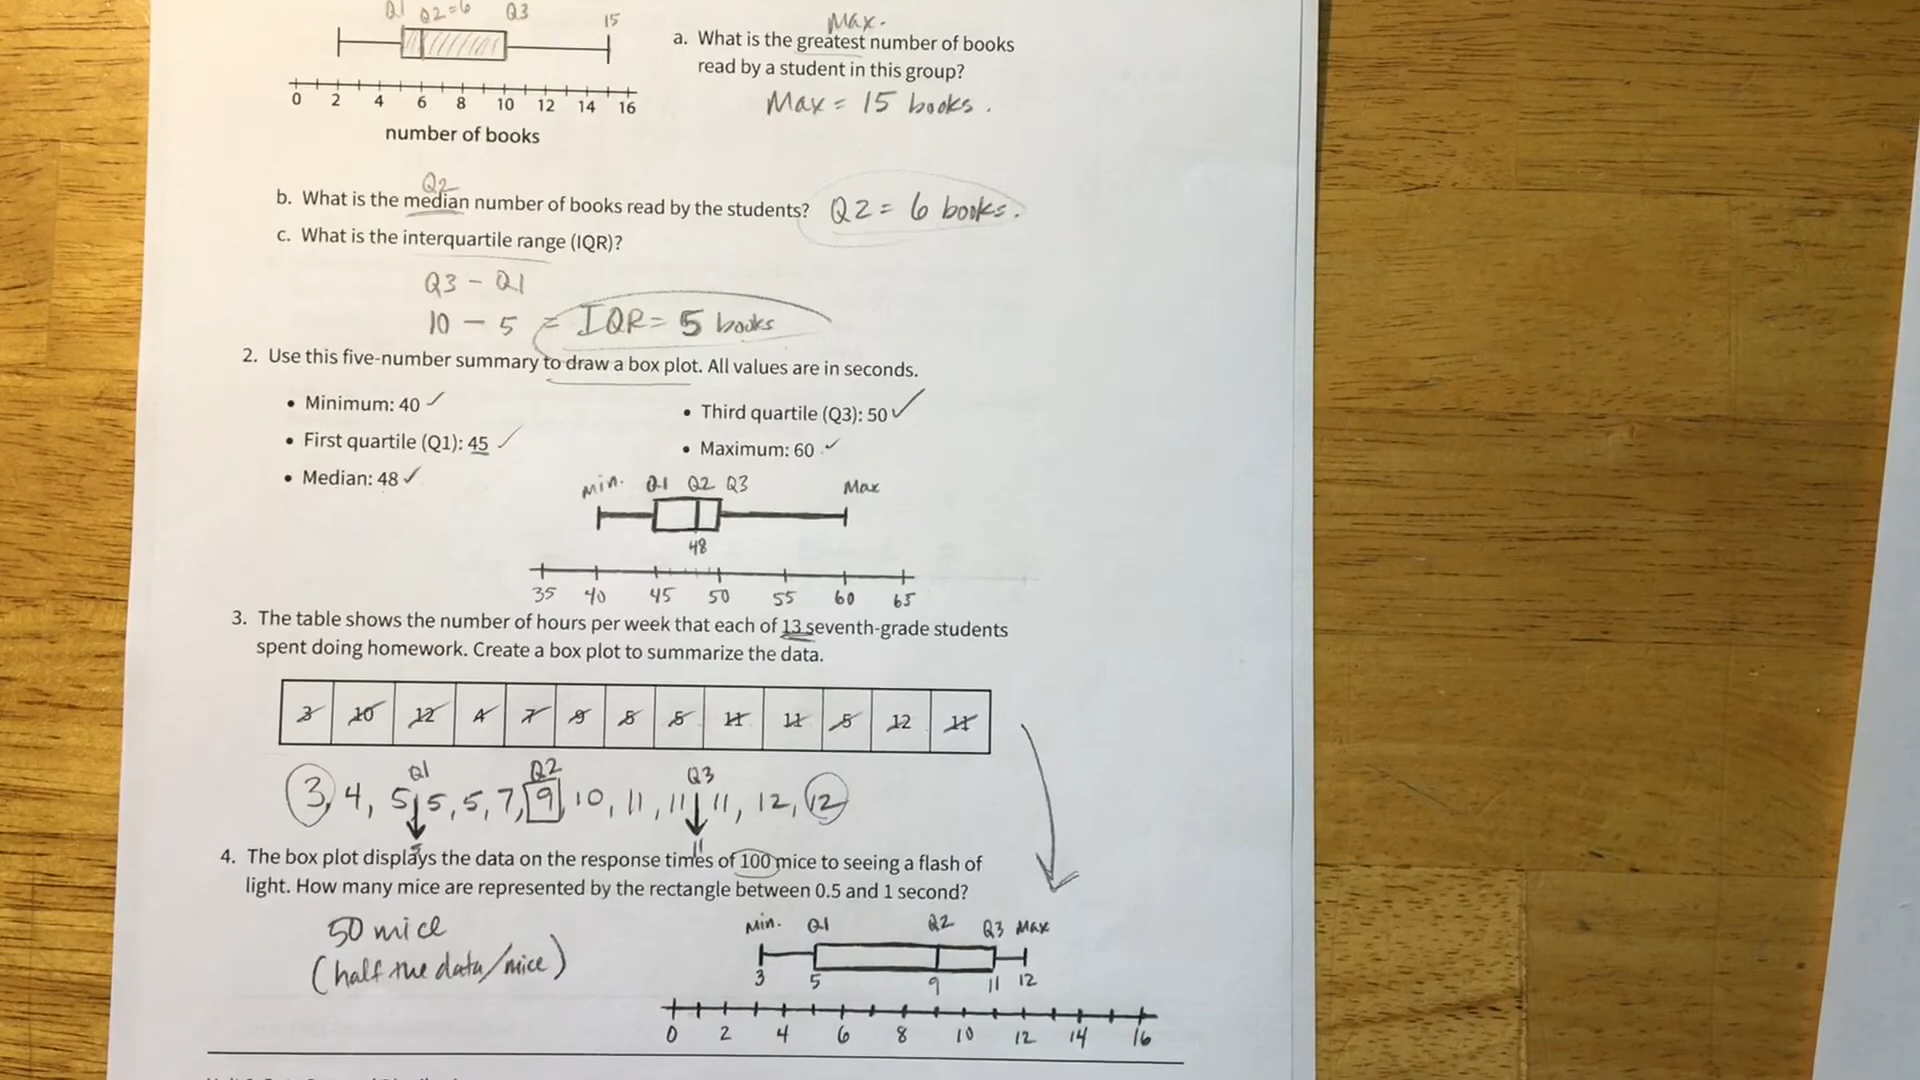 Q1 Q2=6 Q3 15
0 2 4 6 8 10 12 14 16
number of books
Max.
a. What is the greatest number of books
read by a student in this group?
Max = 15 books.
Q2
b. What is the median number of books read by the students? Q2 = 6 books.
c. What is the interquartile range (IQR)?
Q3 - Q1
10 - 5 = IQR = 5 books
2. Use this five-number summary to draw a box plot. All values are in seconds.
• Minimum: 40 ✓
• First quartile (Q1): 45 ✓
• Median: 48 ✓
• Third quartile (Q3): 50 ✓
• Maximum: 60 ✓
Min. Q1 Q2 Q3 Max
48
35 40 45 50 55 60 65
3. The table shows the number of hours per week that each of 13 seventh-grade students
spent doing homework. Create a box plot to summarize the data.
3 10 12 4 7 9 5 5 11 11 5 12 11
Q1 Q2 Q3
3, 4, 5, 5, 5, 7, 9, 10, 11, 11, 11, 12, 12
5 11
4. The box plot displays the data on the response times of 100 mice to seeing a flash of
light. How many mice are represented by the rectangle between 0.5 and 1 second?
50 mice
(half the data/mice)
Min. Q1 Q2 Q3 Max
3 5 9 11 12
0 2 4 6 8 10 12 14 16